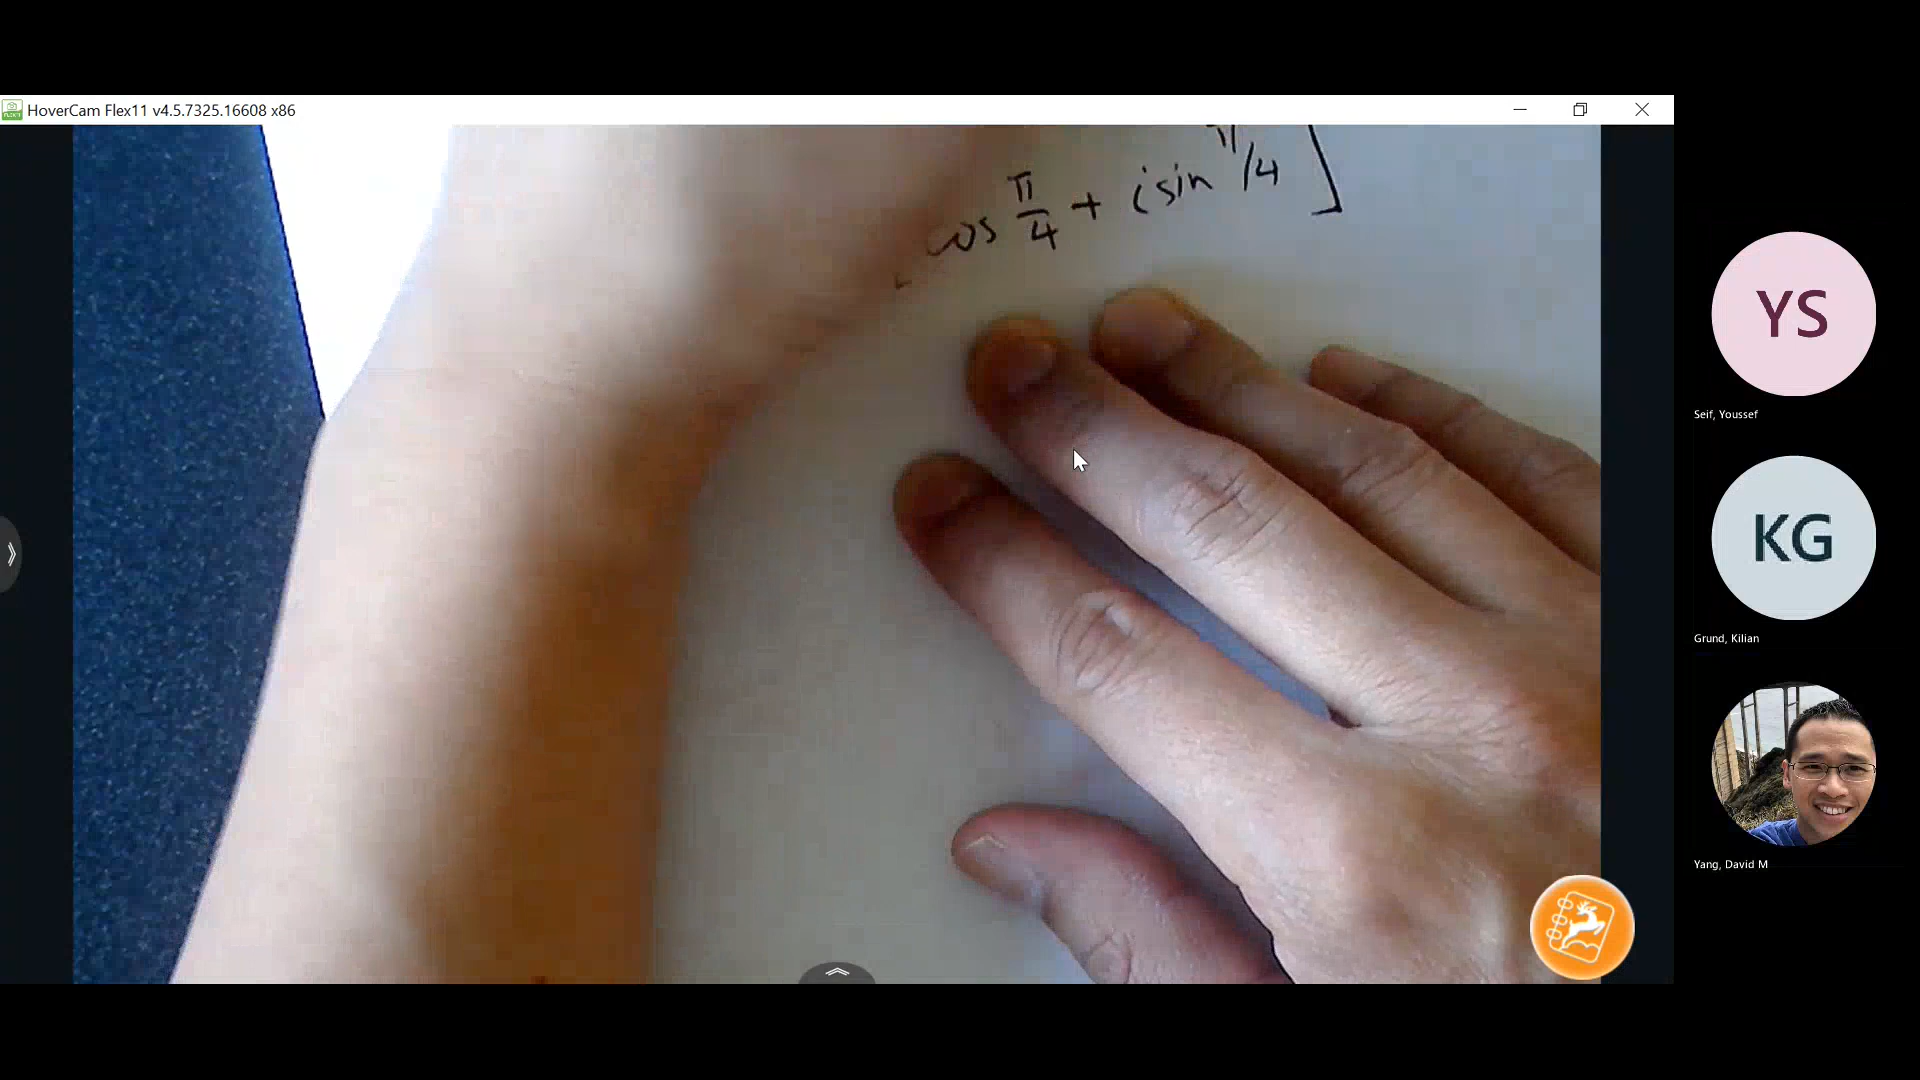 HoverCam Flex11 v4.5.7325.16608 x86
cos π/4 + i sin π/4 ]
YS
Seif, Youssef
KG
Grund, Kilian
Yang, David M